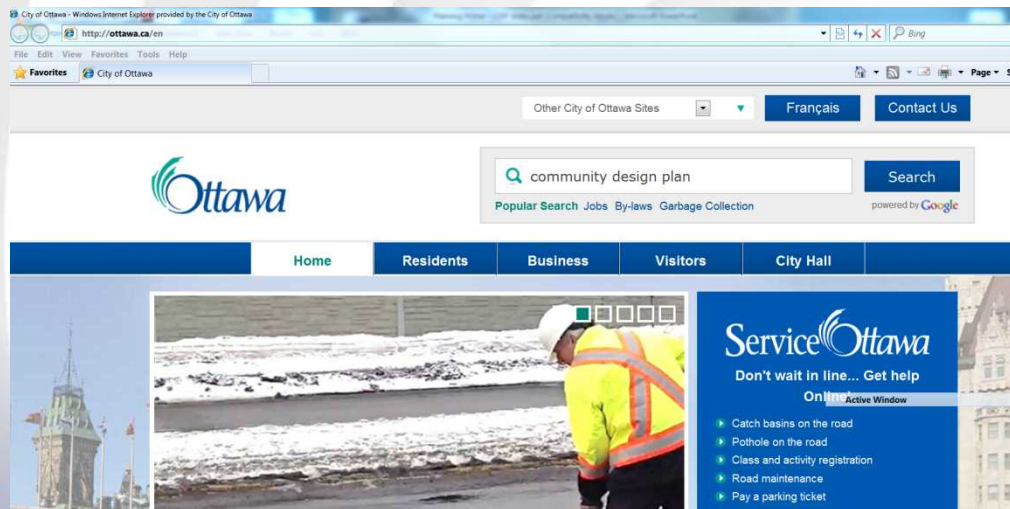 City of Ottawa - Windows Internet Explorer provided by the City of Ottawa
http://ottawa.ca/en
Bing
File Edit View Favorites Tools Help
Favorites
City of Ottawa
Page
Other City of Ottawa Sites
Français
Contact Us
Ottawa
community design plan
Search
Popular Search Jobs By-laws Garbage Collection
powered by Google
Home Residents Business Visitors City Hall
Service Ottawa
Don't wait in line... Get help
Active Window
Catch basins on the road
Pothole on the road
Class and activity registration
Road maintenance
Pay a parking ticket